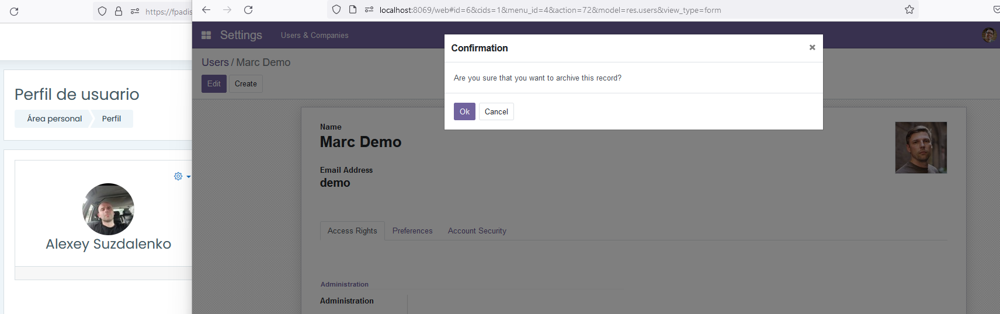 https://fpadis
localhost:8069/web#id=6&cids=1&menu_id=4&action=72&model=res.users&view_type=form
Settings
Users & Companies
Confirmation
Users / Marc Demo
Are you sure that you want to archive this record?
Edit
Create
Perfil de usuario
Ok
Cancel
Área personal
Perfil
Name
Marc Demo
Email Address
demo
Access Rights
Preferences
Account Security
Alexey Suzdalenko
Administration
Administration